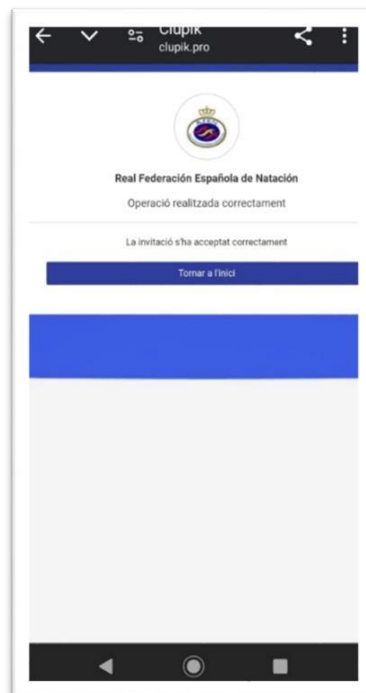 Clupik
clupik.pro
Real Federación Española de Natación
Operació realitzada correctament
La invitació s'ha acceptat correctament
Tornar a l'inici